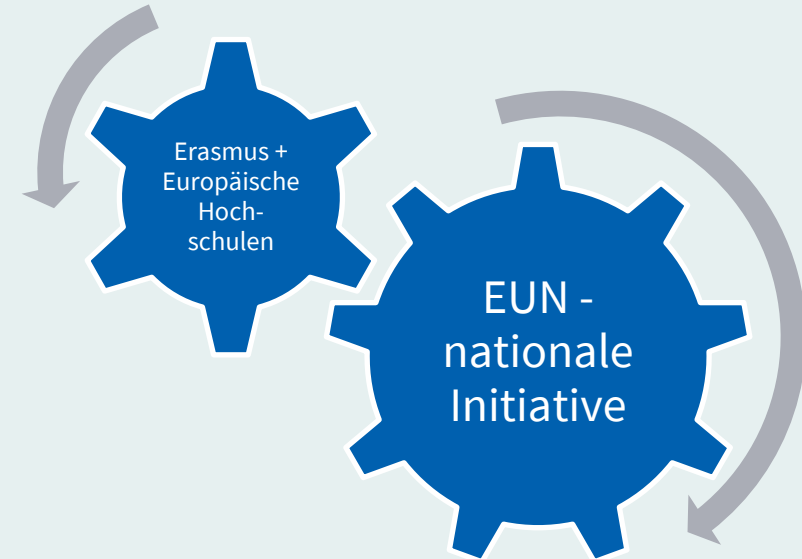 Erasmus +
Europäische
Hoch-
schulen
EUN -
nationale
Initiative